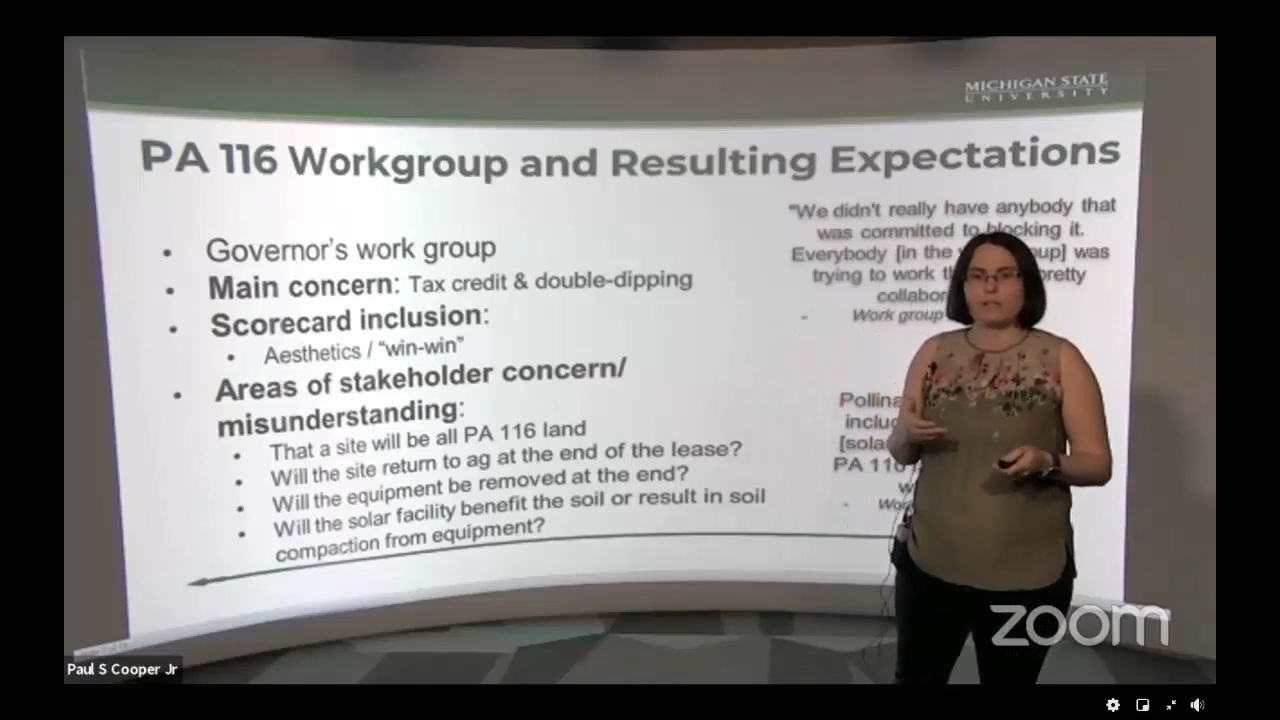 MICHIGAN STATE
UNIVERSITY
PA 116 Workgroup and Resulting Expectations
• Governor's work group
• Main concern: Tax credit & double-dipping
• Scorecard inclusion:
• Aesthetics / "win-win"
• Areas of stakeholder concern/
misunderstanding:
• That a site will be all PA 116 land
• Will the site return to ag at the end of the lease?
• Will the equipment be removed at the end?
• Will the solar facility benefit the soil or result in soil
compaction from equipment?
"We didn't really have anybody that
was committed to blocking it.
Everybody [in the
was
trying to work
pretty
- Work group
PA 116
zoom
Paul S Cooper Jr